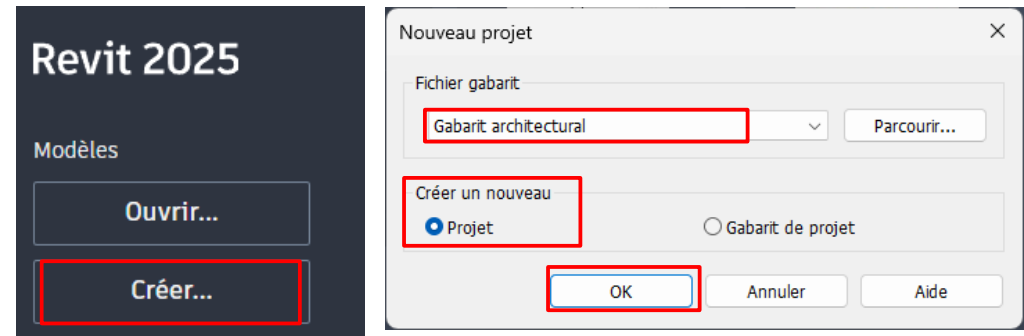 Revit 2025
Modèles
Ouvrir...
Créer...
Nouveau projet
Fichier gabarit
Gabarit architectural
Parcourir...
Créer un nouveau
Projet
Gabarit de projet
OK
Annuler
Aide